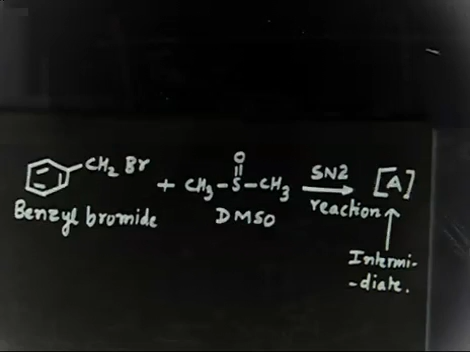 CH₂ Br + CH₃-S-CH₃ SN2 [A]
O
Benzyl bromide DMSO reaction
Intermi-
-diate.